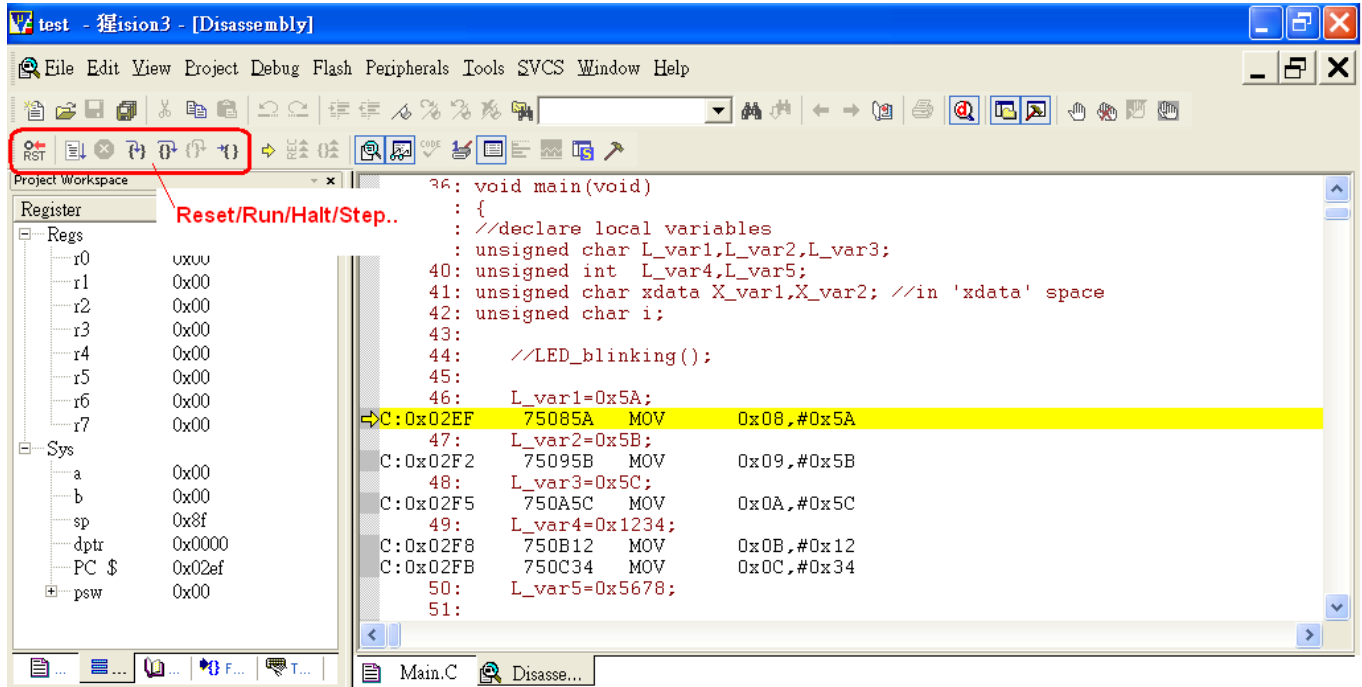 test - 猩ision3 - [Disassembly]
File Edit View Project Debug Flash Peripherals Tools SVCS Window Help
RST CODE
Project Workspace
Reset/Run/Halt/Step..
Register
Regs
r0 0x00
r1 0x00
r2 0x00
r3 0x00
r4 0x00
r5 0x00
r6 0x00
r7 0x00
Sys
a 0x00
b 0x00
sp 0x8f
dptr 0x0000
PC $ 0x02ef
psw 0x00
... ... ... F... T...
36: void main(void)
: {
: //declare local variables
: unsigned char L_var1,L_var2,L_var3;
40: unsigned int L_var4,L_var5;
41: unsigned char xdata X_var1,X_var2; //in 'xdata' space
42: unsigned char i;
43:
44: //LED_blinking();
45:
46: L_var1=0x5A;
C:0x02EF 75085A MOV 0x08,#0x5A
47: L_var2=0x5B;
C:0x02F2 75095B MOV 0x09,#0x5B
48: L_var3=0x5C;
C:0x02F5 750A5C MOV 0x0A,#0x5C
49: L_var4=0x1234;
C:0x02F8 750B12 MOV 0x0B,#0x12
C:0x02FB 750C34 MOV 0x0C,#0x34
50: L_var5=0x5678;
51:
Main.C Disasse...